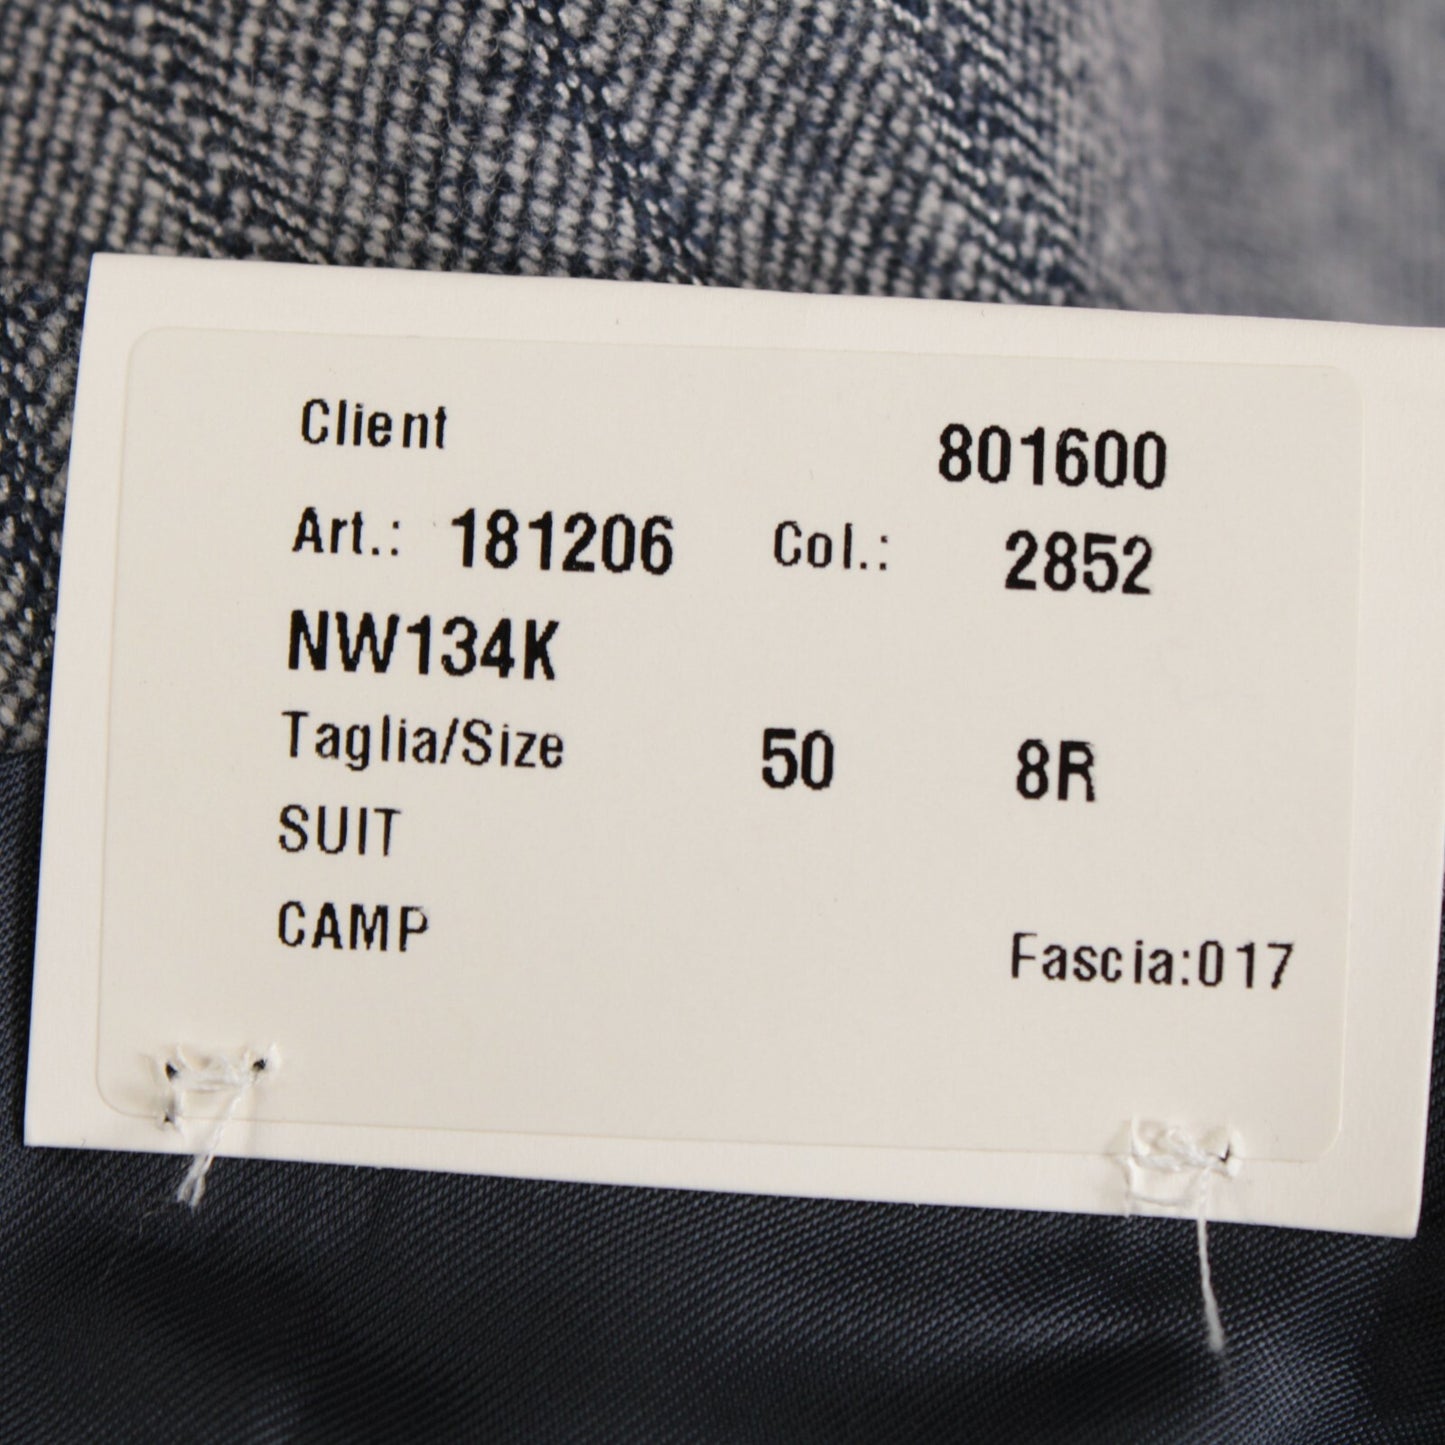 Client 801600
Art.: 181206 Col.: 2852
NW134K
Taglia/Size 50 8R
SUIT
CAMP
Fascia:017